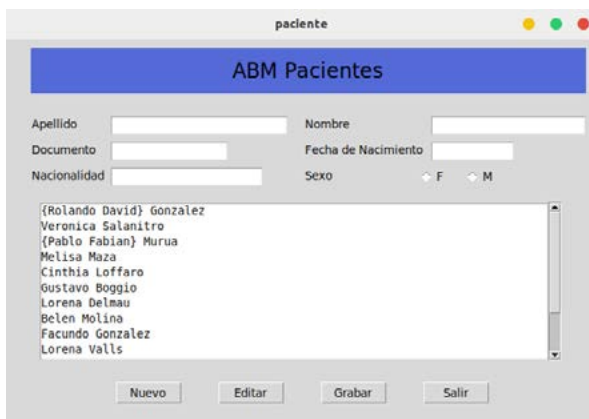 paciente
ABM Pacientes
Apellido
Nombre
Documento
Fecha de Nacimiento
Nacionalidad
Sexo
F
M
{Rolando David} Gonzalez
Veronica Salanitro
{Pablo Fabian} Murua
Melisa Maza
Cinthia Loffaro
Gustavo Boggio
Lorena Delmau
Belen Molina
Facundo Gonzalez
Lorena Valls
Nuevo
Editar
Grabar
Salir